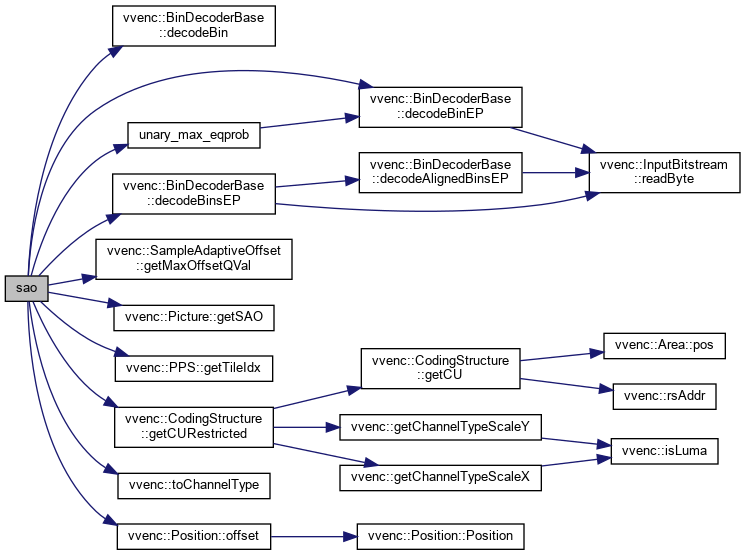 vvenc::BinDecoderBase
::decodeBin
vvenc::BinDecoderBase
::decodeBinEP
unary_max_eqprob
vvenc::BinDecoderBase
::decodeAlignedBinsEP
vvenc::InputBitstream
::readByte
vvenc::BinDecoderBase
::decodeBinsEP
vvenc::SampleAdaptiveOffset
::getMaxOffsetQVal
sao
vvenc::Picture::getSAO
vvenc::PPS::getTileIdx
vvenc::CodingStructure
::getCU
vvenc::Area::pos
vvenc::rsAddr
vvenc::CodingStructure
::getCURestricted
vvenc::getChannelTypeScaleY
vvenc::isLuma
vvenc::getChannelTypeScaleX
vvenc::toChannelType
vvenc::Position::offset
vvenc::Position::Position